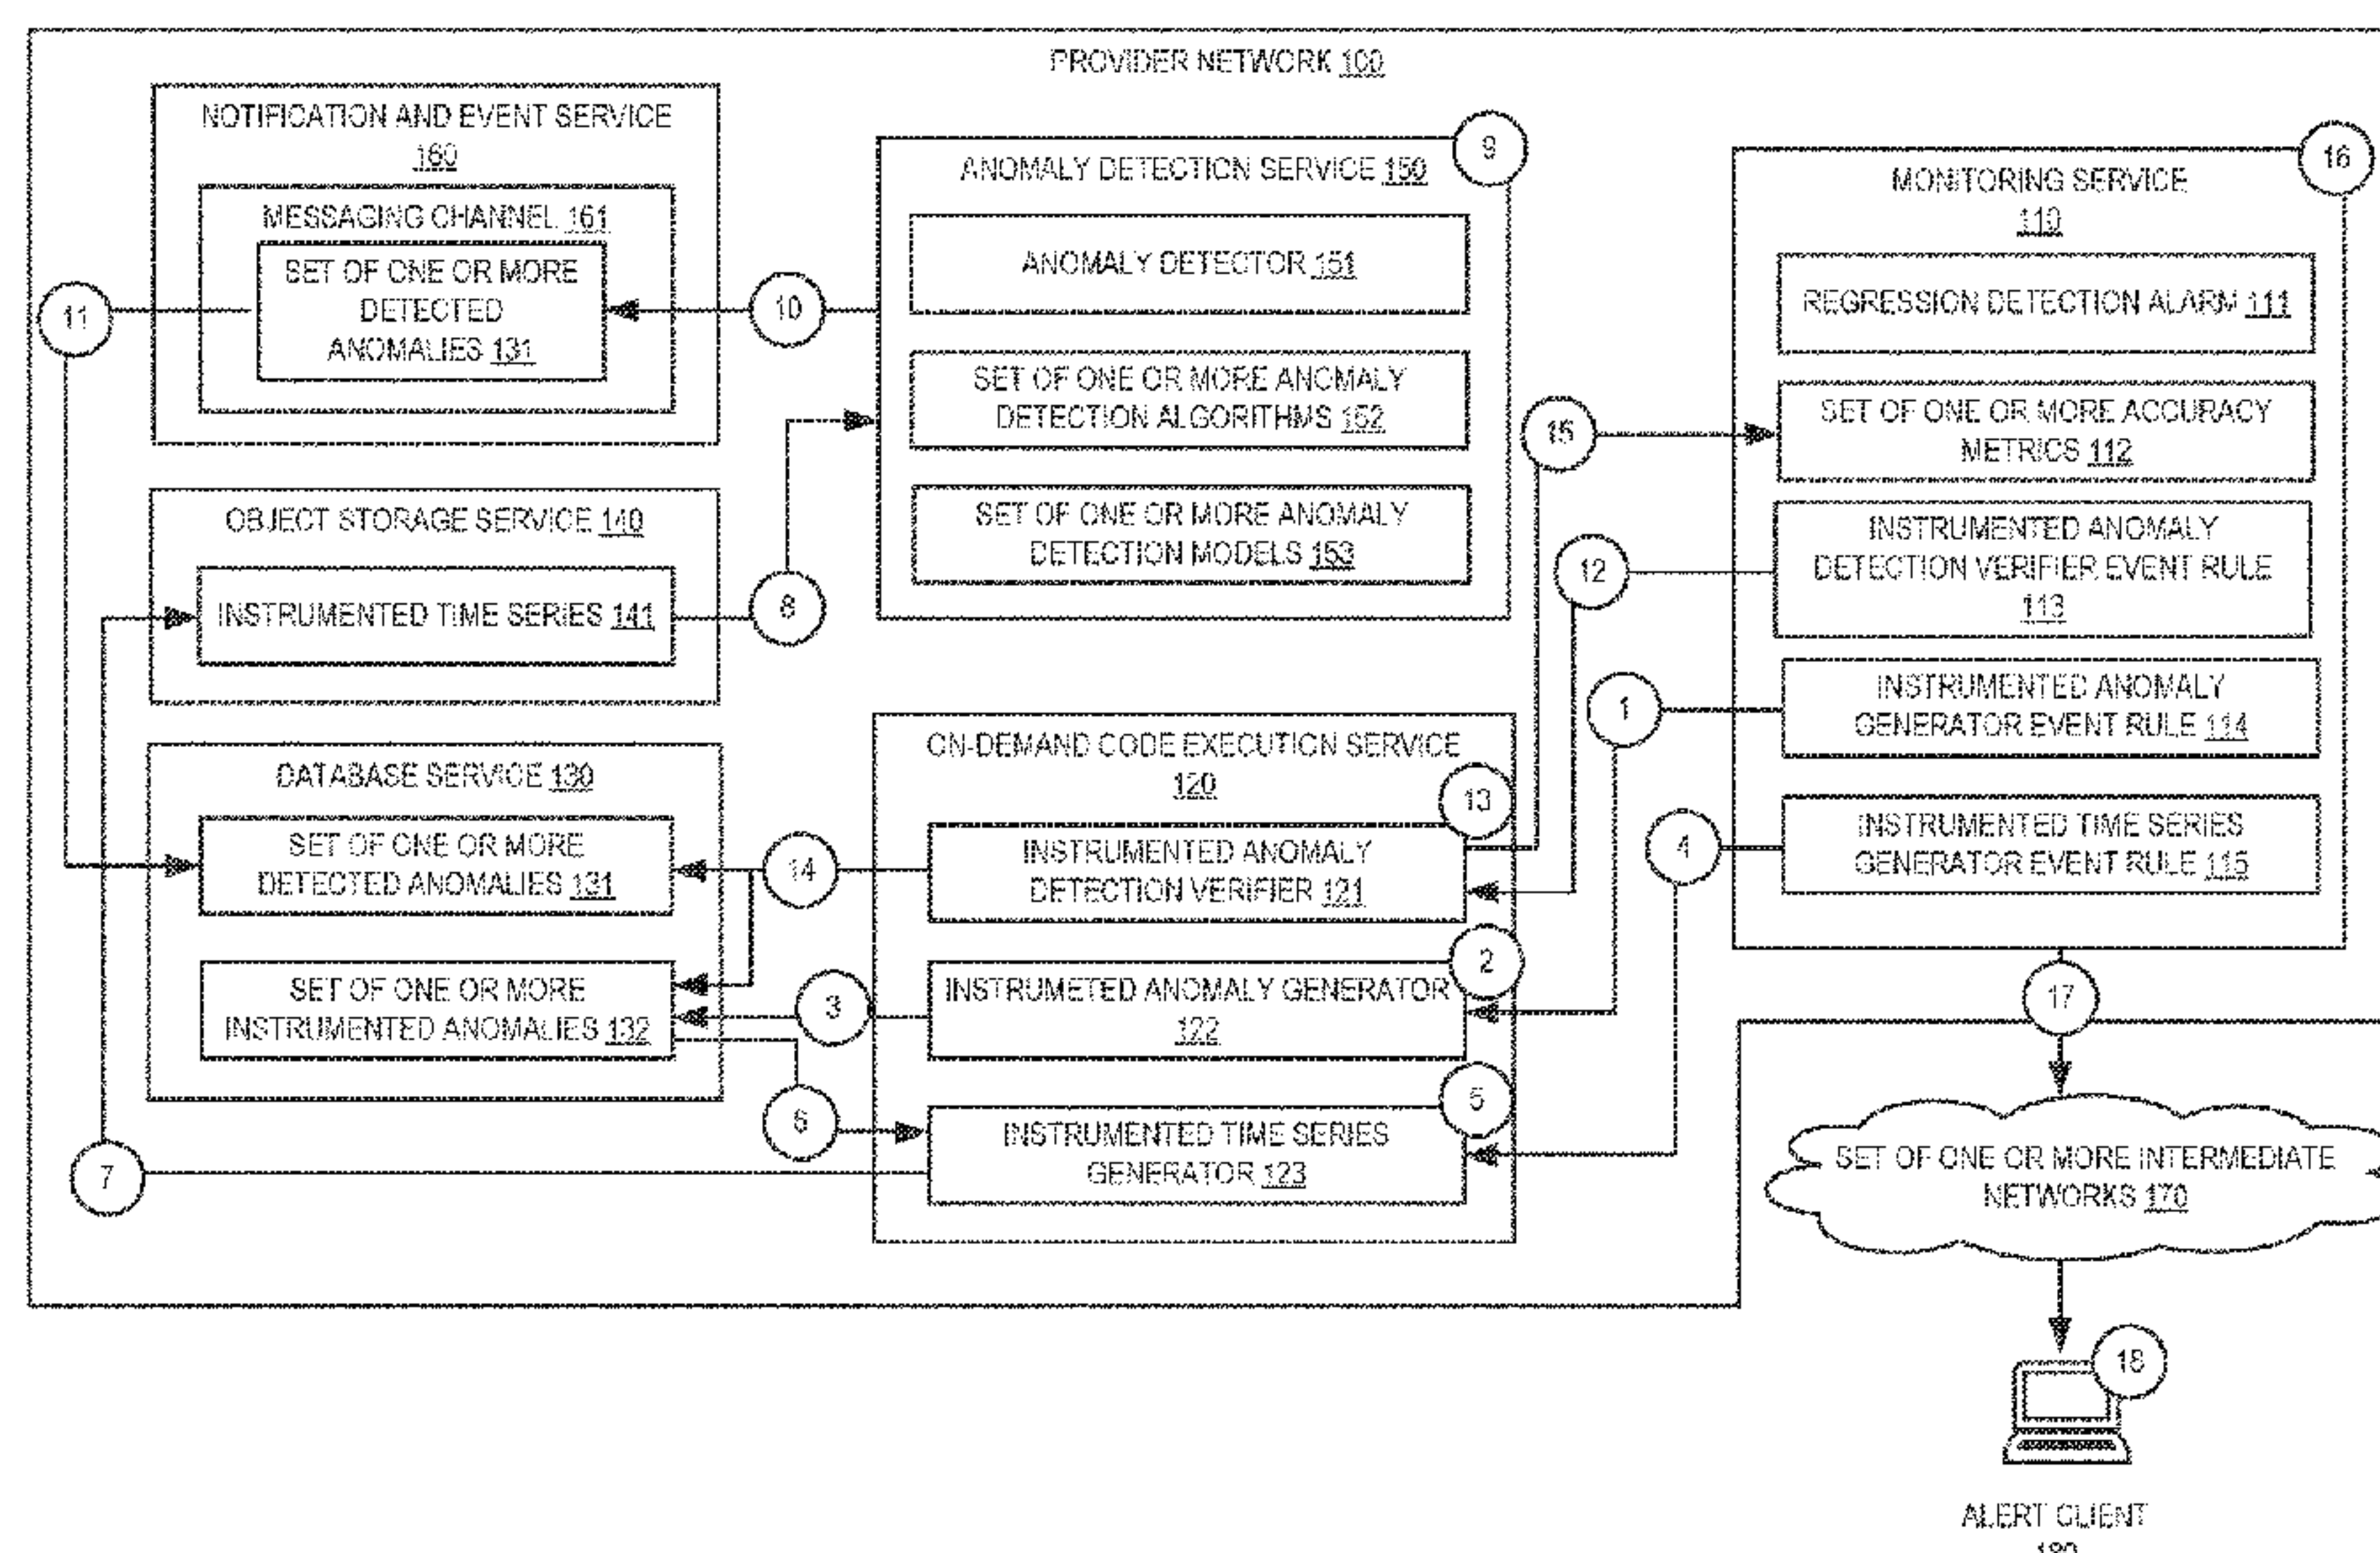 PROVIDER NETWORK 100
NOTIFICATION AND EVENT SERVICE
160
MESSAGING CHANNEL 161
SET OF ONE OR MORE
DETECTED
ANOMALIES 131
11
10
9
ANOMALY DETECTION SERVICE 150
ANOMALY DETECTOR 151
SET OF ONE OR MORE ANOMALY
DETECTION ALGORITHMS 152
SET OF ONE OR MORE ANOMALY
DETECTION MODELS 153
16
MONITORING SERVICE
110
REGRESSION DETECTION ALARM 111
SET OF ONE OR MORE ACCURACY
METRICS 112
INSTRUMENTED ANOMALY
DETECTION VERIFIER EVENT RULE
113
INSTRUMENTED ANOMALY
GENERATOR EVENT RULE 114
INSTRUMENTED TIME SERIES
GENERATOR EVENT RULE 115
15
12
1
4
OBJECT STORAGE SERVICE 140
INSTRUMENTED TIME SERIES 141
8
DATABASE SERVICE 130
SET OF ONE OR MORE
DETECTED ANOMALIES 131
SET OF ONE OR MORE
INSTRUMENTED ANOMALIES 132
14
3
6
7
ON-DEMAND CODE EXECUTION SERVICE
120
13
INSTRUMENTED ANOMALY
DETECTION VERIFIER 121
2
INSTRUMETED ANOMALY GENERATOR
122
5
INSTRUMENTED TIME SERIES
GENERATOR 123
17
SET OF ONE OR MORE INTERMEDIATE
NETWORKS 170
18
ALERT CLIENT